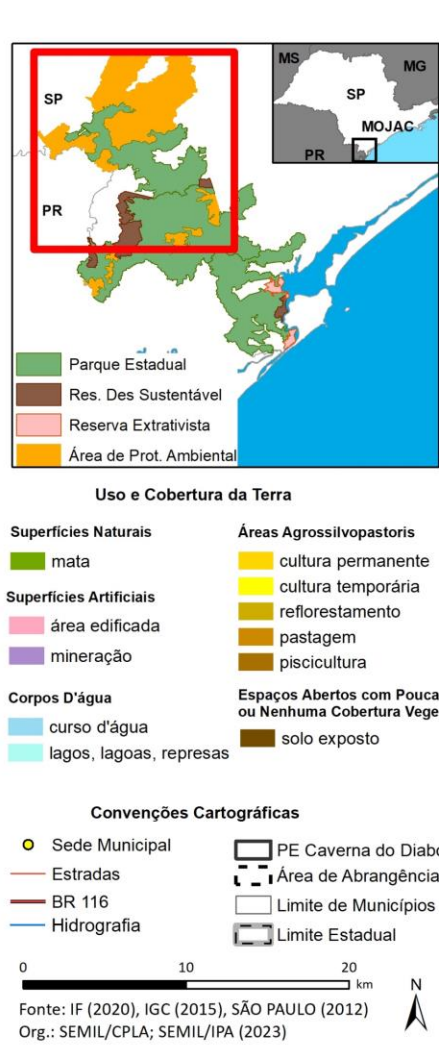 SP
PR
MS
MG
SP
MOJAC
PR
Parque Estadual
Res. Des Sustentável
Reserva Extrativista
Área de Prot. Ambiental
Uso e Cobertura da Terra
Superfícies Naturais
mata
Superfícies Artificiais
área edificada
mineração
Corpos D'água
curso d'água
lagos, lagoas, represas
Áreas Agrossilvopastoris
cultura permanente
cultura temporária
reflorestamento
pastagem
piscicultura
Espaços Abertos com Pouca
ou Nenhuma Cobertura Vege
solo exposto
Convenções Cartográficas
Sede Municipal
Estradas
BR 116
Hidrografia
PE Caverna do Diabo
Área de Abrangência
Limite de Municípios
Limite Estadual
0 10 20
km
N
Fonte: IF (2020), IGC (2015), SÃO PAULO (2012)
Org.: SEMIL/CPLA; SEMIL/IPA (2023)